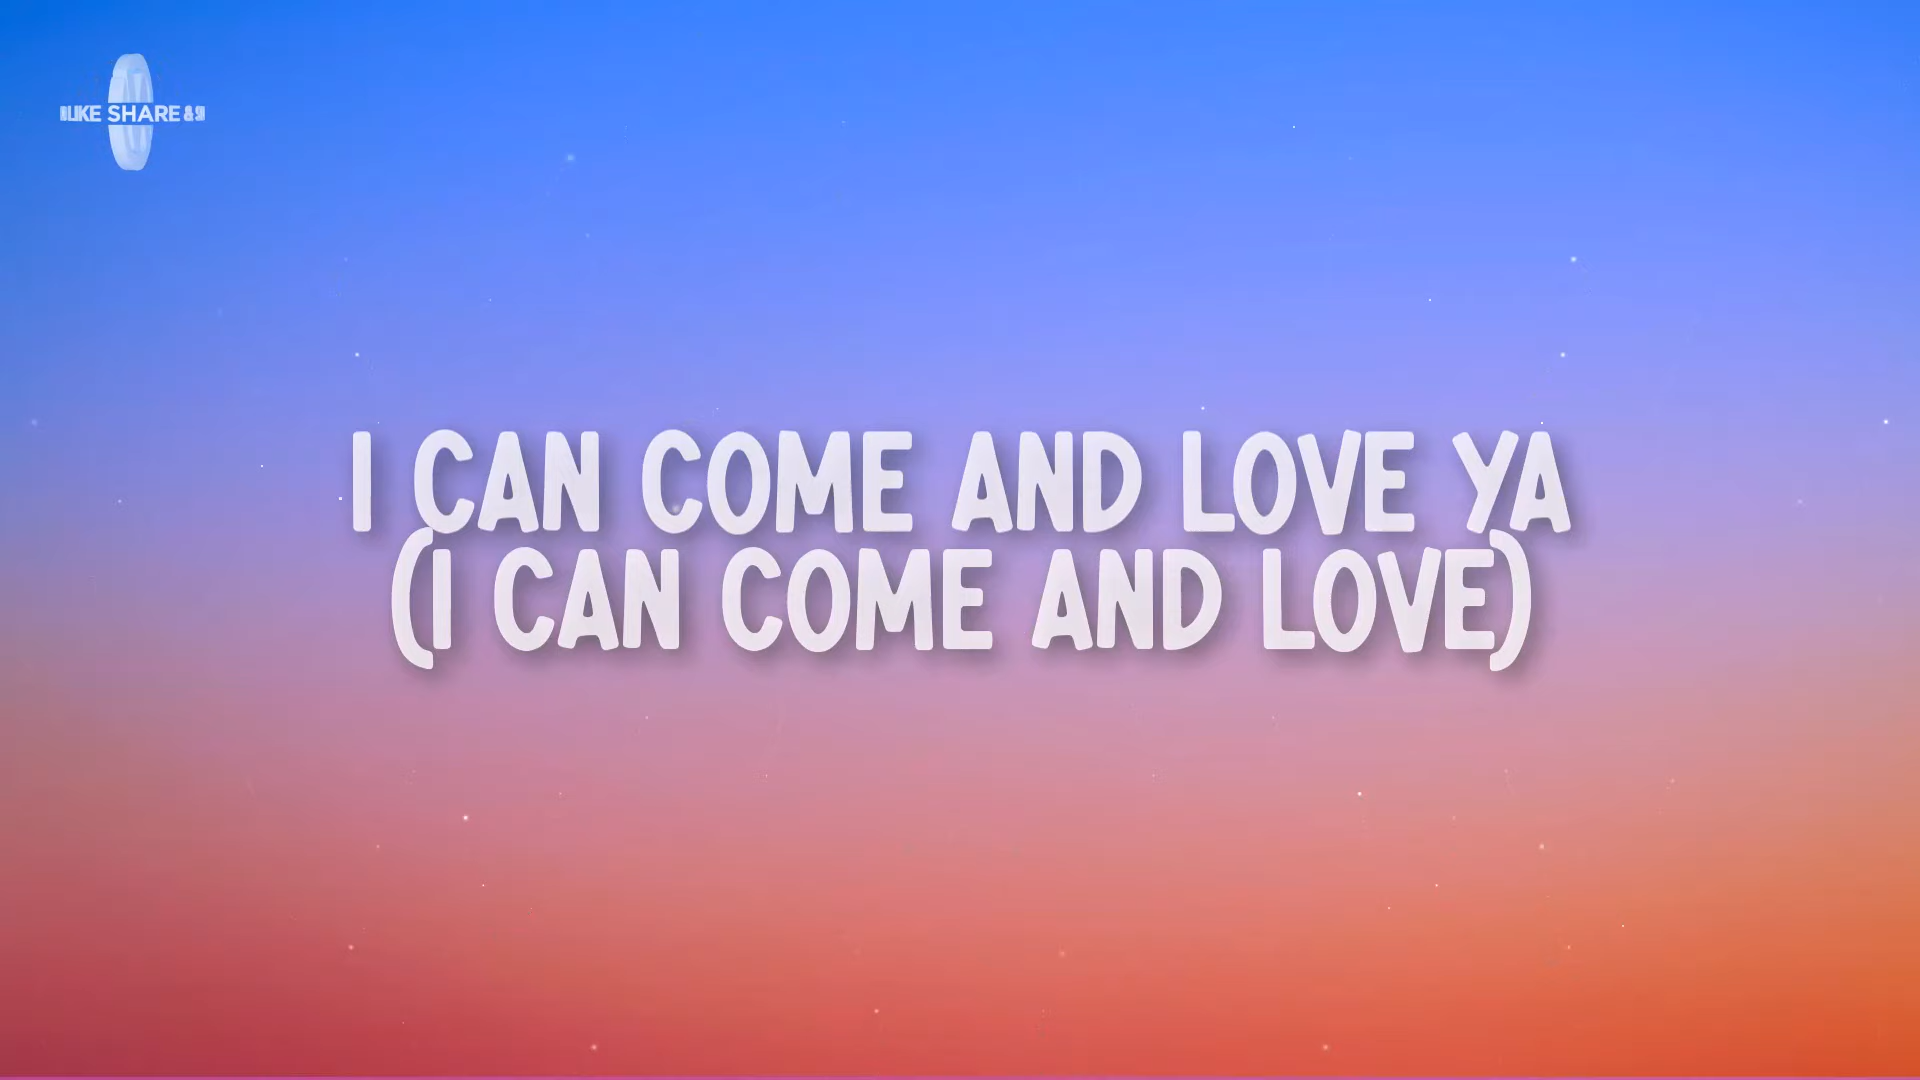 LIKE SHARE &
I CAN COME AND LOVE YA
(I CAN COME AND LOVE)